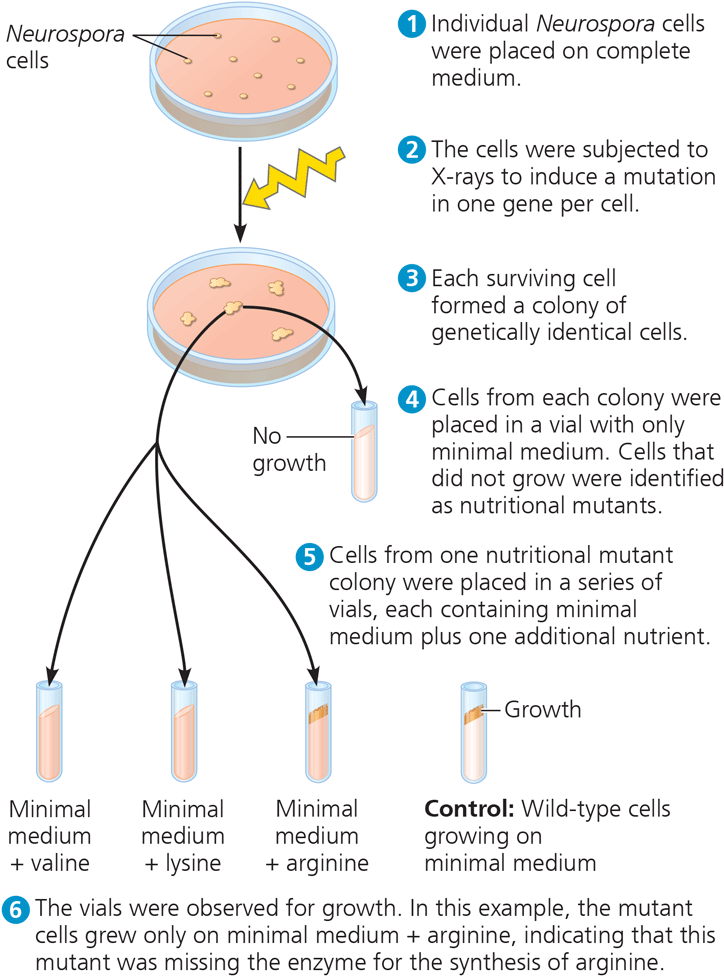 Neurospora
cells
1 Individual Neurospora cells
were placed on complete
medium.
2 The cells were subjected to
X-rays to induce a mutation
in one gene per cell.
3 Each surviving cell
formed a colony of
genetically identical cells.
No
growth
4 Cells from each colony were
placed in a vial with only
minimal medium. Cells that
did not grow were identified
as nutritional mutants.
5 Cells from one nutritional mutant
colony were placed in a series of
vials, each containing minimal
medium plus one additional nutrient.
Growth
Minimal
medium
+ valine
Minimal
medium
+ lysine
Minimal
medium
+ arginine
Control: Wild-type cells
growing on
minimal medium
6 The vials were observed for growth. In this example, the mutant
cells grew only on minimal medium + arginine, indicating that this
mutant was missing the enzyme for the synthesis of arginine.